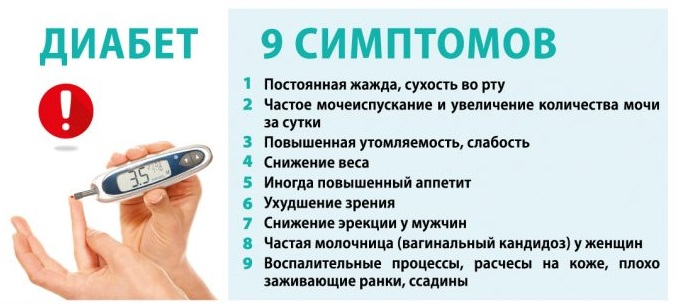 ДИАБЕТ
9 СИМПТОМОВ
1 Постоянная жажда, сухость во рту
2 Частое мочеиспускание и увеличение количества мочи
за сутки
3 Повышенная утомляемость, слабость
4 Снижение веса
5 Иногда повышенный аппетит
6 Ухудшение зрения
7 Снижение эрекции у мужчин
8 Частая молочница (вагинальный кандидоз) у женщин
9 Воспалительные процессы, расчесы на коже, плохо
заживающие ранки, ссадины
!
3.5